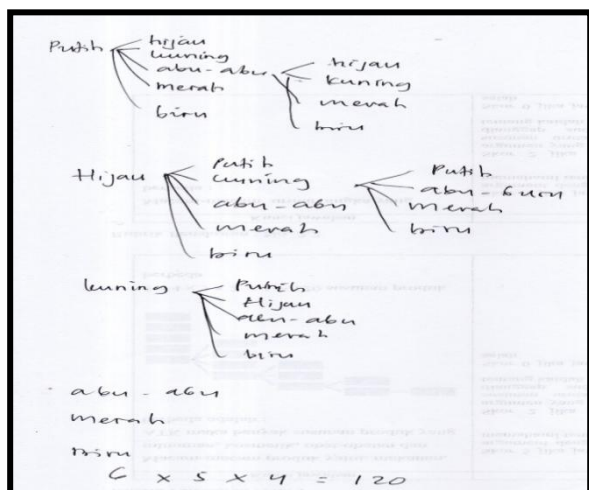 Putih hijau
kuning
abu-abu hijau
merah kuning
biru merah
biru
Hijau Putih Putih
kuning abu-buru
abu-abu merah
merah biru
biru
kuning Putih
Hijau
abu-abu
merah
biru
abu-abu
merah
biru
6 x 5 x 4 = 120